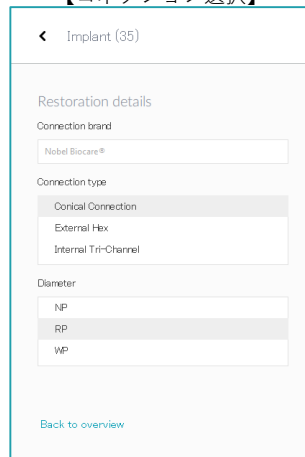 【コネクション選択】
Implant (35)
Restoration details
Connection brand
Nobel Biocare®
Connection type
Conical Connection
External Hex
Internal Tri-Channel
Diameter
NP
RP
WP
Back to overview